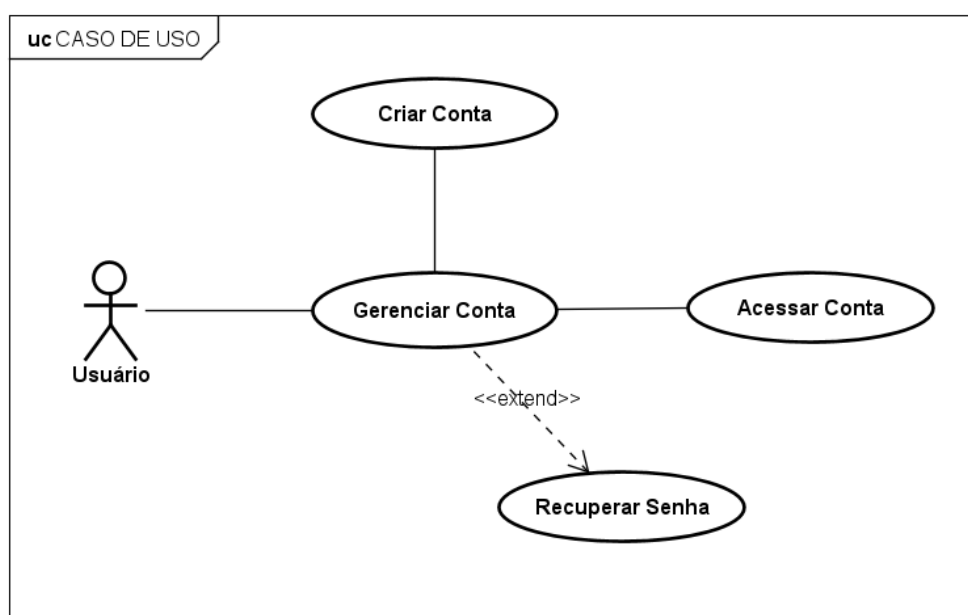 uc CASO DE USO
Criar Conta
Gerenciar Conta
Acessar Conta
Usuário
<<extend>>
Recuperar Senha